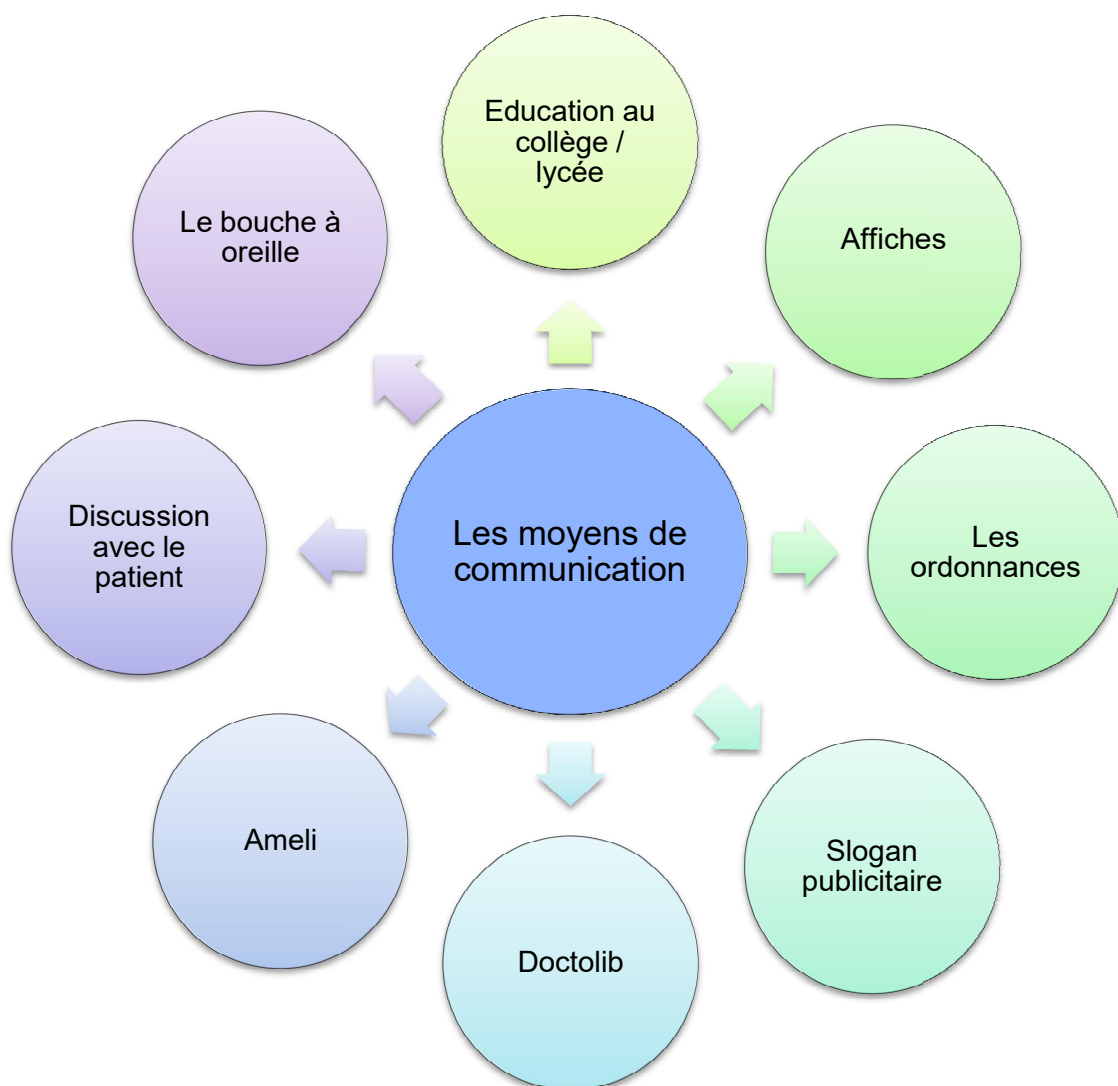 Education au
collège /
lycée
Affiches
Les
ordonnances
Slogan
publicitaire
Doctolib
Ameli
Discussion
avec le
patient
Le bouche à
oreille
Les moyens de
communication